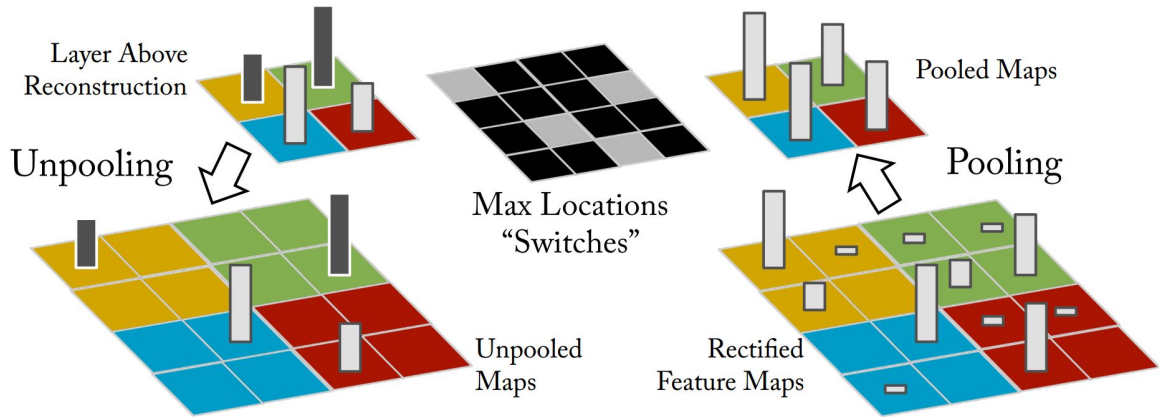 Layer Above
Reconstruction
Unpooling
Unpooled
Maps
Max Locations
“Switches”
Pooled Maps
Pooling
Rectified
Feature Maps